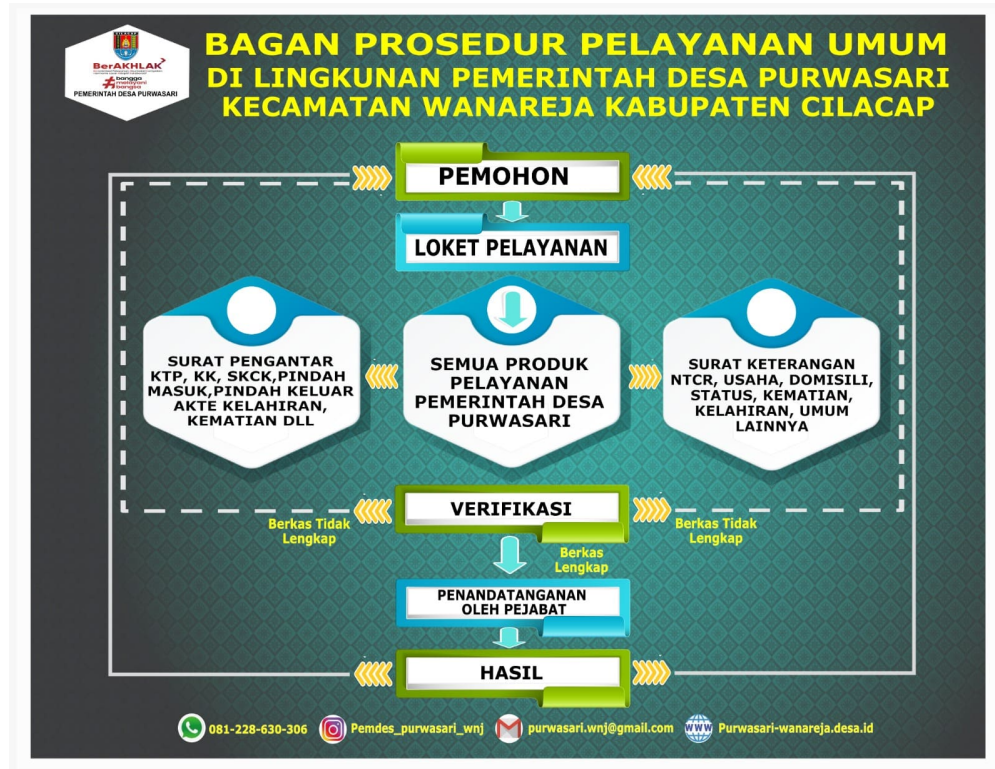 BAGAN PROSEDUR PELAYANAN UMUM
DI LINGKUNGAN PEMERINTAH DESA PURWASARI
KECAMATAN WANAREJA KABUPATEN CILACAP
BerAKHLAK
#bangga
melayani
bangsa
PEMERINTAH DESA PURWASARI
PEMOHON
LOKET PELAYANAN
SURAT PENGANTAR
KTP, KK, SKCK,PINDAH
MASUK,PINDAH KELUAR
AKTE KELAHIRAN,
KEMATIAN DLL
SEMUA PRODUK
PELAYANAN
PEMERINTAH DESA
PURWASARI
SURAT KETERANGAN
NTCR, USAHA, DOMISILI,
STATUS, KEMATIAN,
KELAHIRAN, UMUM
LAINNYA
VERIFIKASI
Berkas Tidak
Lengkap
Berkas Tidak
Lengkap
Berkas
Lengkap
PENANDATANGANAN
OLEH PEJABAT
HASIL
081-228-630-306
Pemdes_purwasari_wnj
purwasari.wnj@gmail.com
WWW
Purwasari-wanareja.desa.id